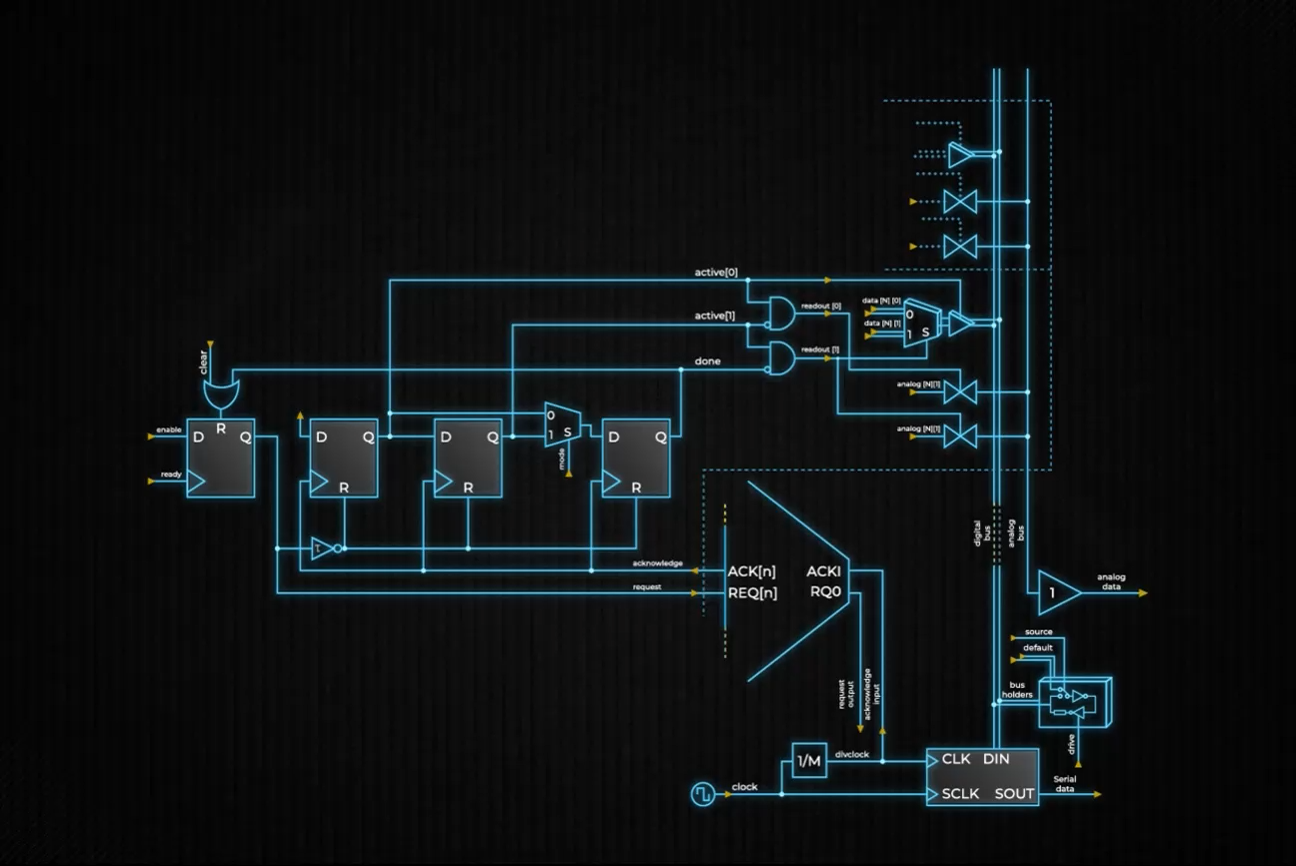 active[0]
data [N] [0]
readout [0]
0
active[1]
data [N] [1]
1 S
readout [1]
clear
done
analog [N][1]
0
enable
R
D Q
D Q
D Q
1 S
D Q
analog [N][1]
mode
ready
R
R
R
digital
bus
analog
bus
τ
acknowledge
ACK[n] ACKI
request
REQ[n] RQ0
1
analog
data
source
default
request
output
acknowledge
input
bus
holders
drive
1/M
divclock
CLK DIN
clock
SCLK SOUT
Serial
data